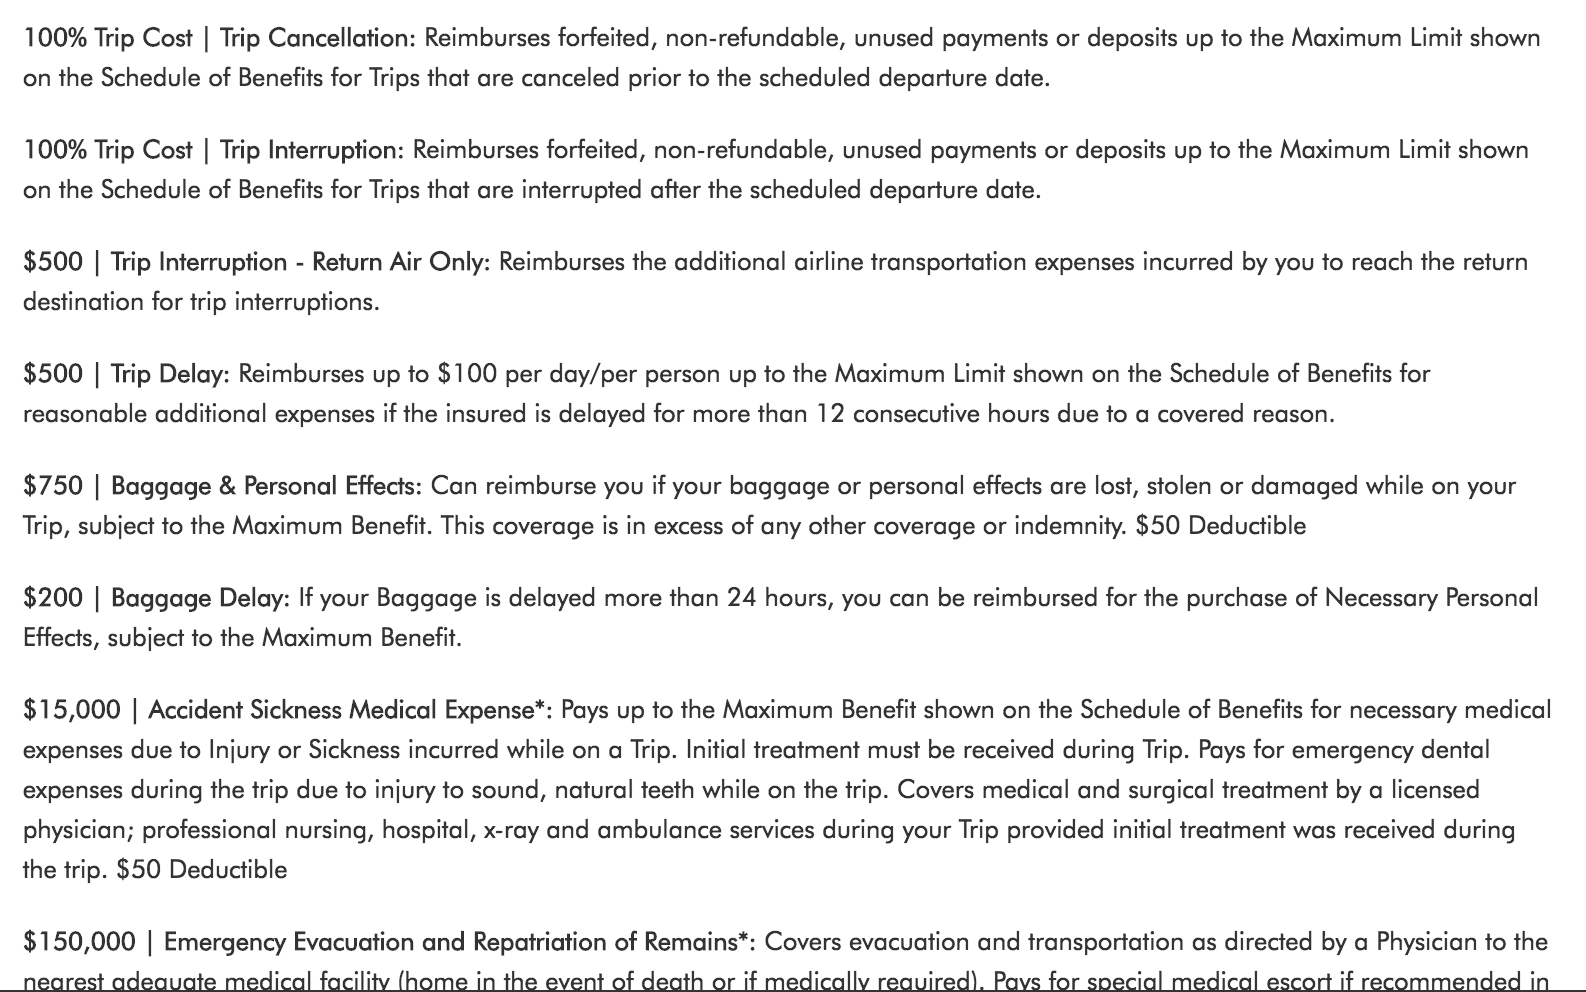 100% Trip Cost | Trip Cancellation: Reimburses forfeited, non-refundable, unused payments or deposits up to the Maximum Limit shown
on the Schedule of Benefits for Trips that are canceled prior to the scheduled departure date.
100% Trip Cost | Trip Interruption: Reimburses forfeited, non-refundable, unused payments or deposits up to the Maximum Limit shown
on the Schedule of Benefits for Trips that are interrupted after the scheduled departure date.
$500 | Trip Interruption - Return Air Only: Reimburses the additional airline transportation expenses incurred by you to reach the return
destination for trip interruptions.
$500 | Trip Delay: Reimburses up to $100 per day/per person up to the Maximum Limit shown on the Schedule of Benefits for
reasonable additional expenses if the insured is delayed for more than 12 consecutive hours due to a covered reason.
$750 | Baggage & Personal Effects: Can reimburse you if your baggage or personal effects are lost, stolen or damaged while on your
Trip, subject to the Maximum Benefit. This coverage is in excess of any other coverage or indemnity. $50 Deductible
$200 | Baggage Delay: If your Baggage is delayed more than 24 hours, you can be reimbursed for the purchase of Necessary Personal
Effects, subject to the Maximum Benefit.
$15,000 | Accident Sickness Medical Expense*: Pays up to the Maximum Benefit shown on the Schedule of Benefits for necessary medical
expenses due to Injury or Sickness incurred while on a Trip. Initial treatment must be received during Trip. Pays for emergency dental
expenses during the trip due to injury to sound, natural teeth while on the trip. Covers medical and surgical treatment by a licensed
physician; professional nursing, hospital, x-ray and ambulance services during your Trip provided initial treatment was received during
the trip. $50 Deductible
$150,000 | Emergency Evacuation and Repatriation of Remains*: Covers evacuation and transportation as directed by a Physician to the
nearest adequate medical facility (home in the event of death or if medically required). Pays for special medical escort if recommended in